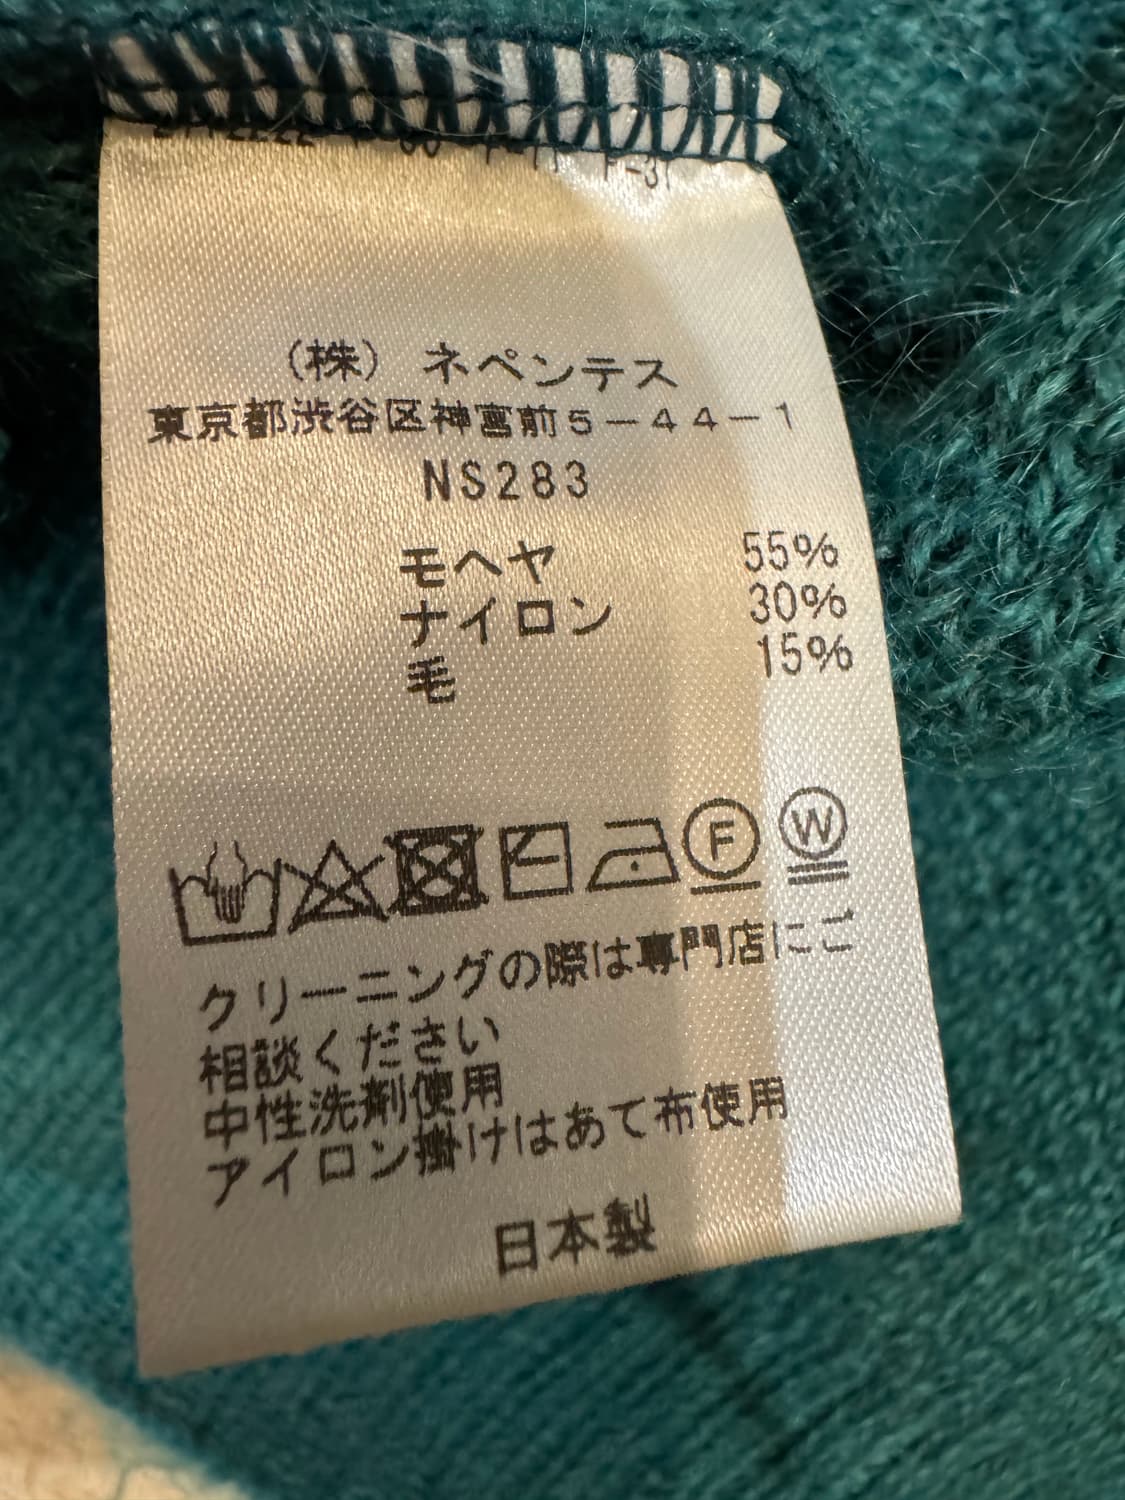 （株） ネペンテス
東京都渋谷区神宮前５－４４－１
NS283
モヘヤ 55%
ナイロン 30%
毛 15%
F W
クリーニングの際は専門店にご
相談ください
中性洗剤使用
アイロン掛けはあて布使用
日本製